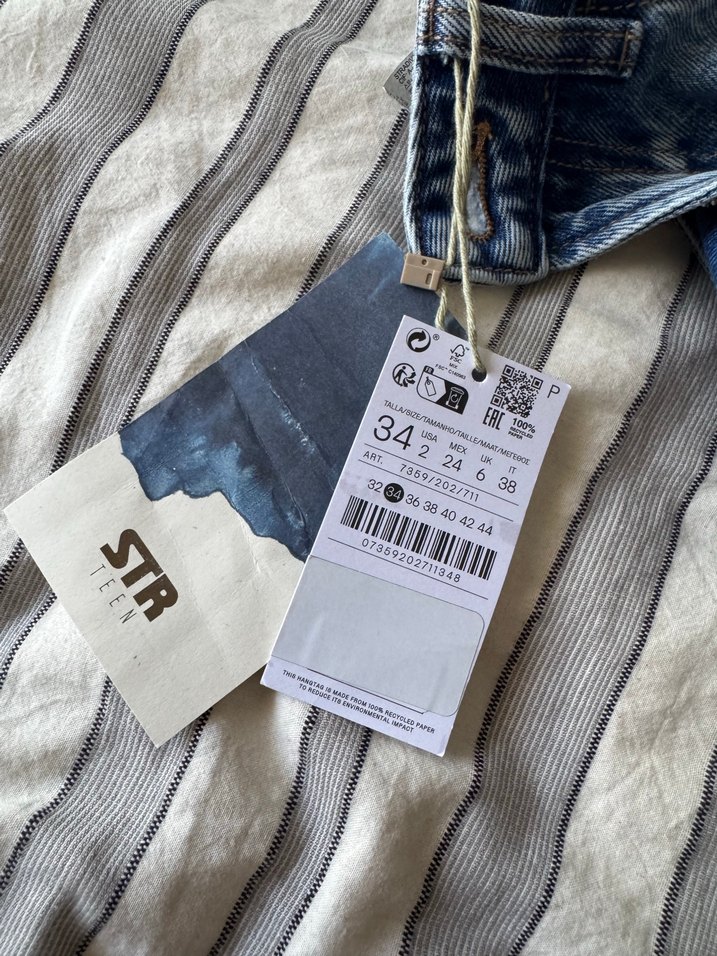 P
FSC
MIX
FSC® C140983
FR
EAC
100%
RECYCLED
PAPER
TALLA/SIZE/TAMANHO/TAILLE/MAAT/ΜΕΓΕΘΟΣ
34 USA MEX UK IT
2 24 6 38
ART. 7359/202/711
32 34 36 38 40 42 44
07359202711348
THIS HANGTAG IS MADE FROM 100% RECYCLED PAPER
TO REDUCE ITS ENVIRONMENTAL IMPACT
STR
TEEN